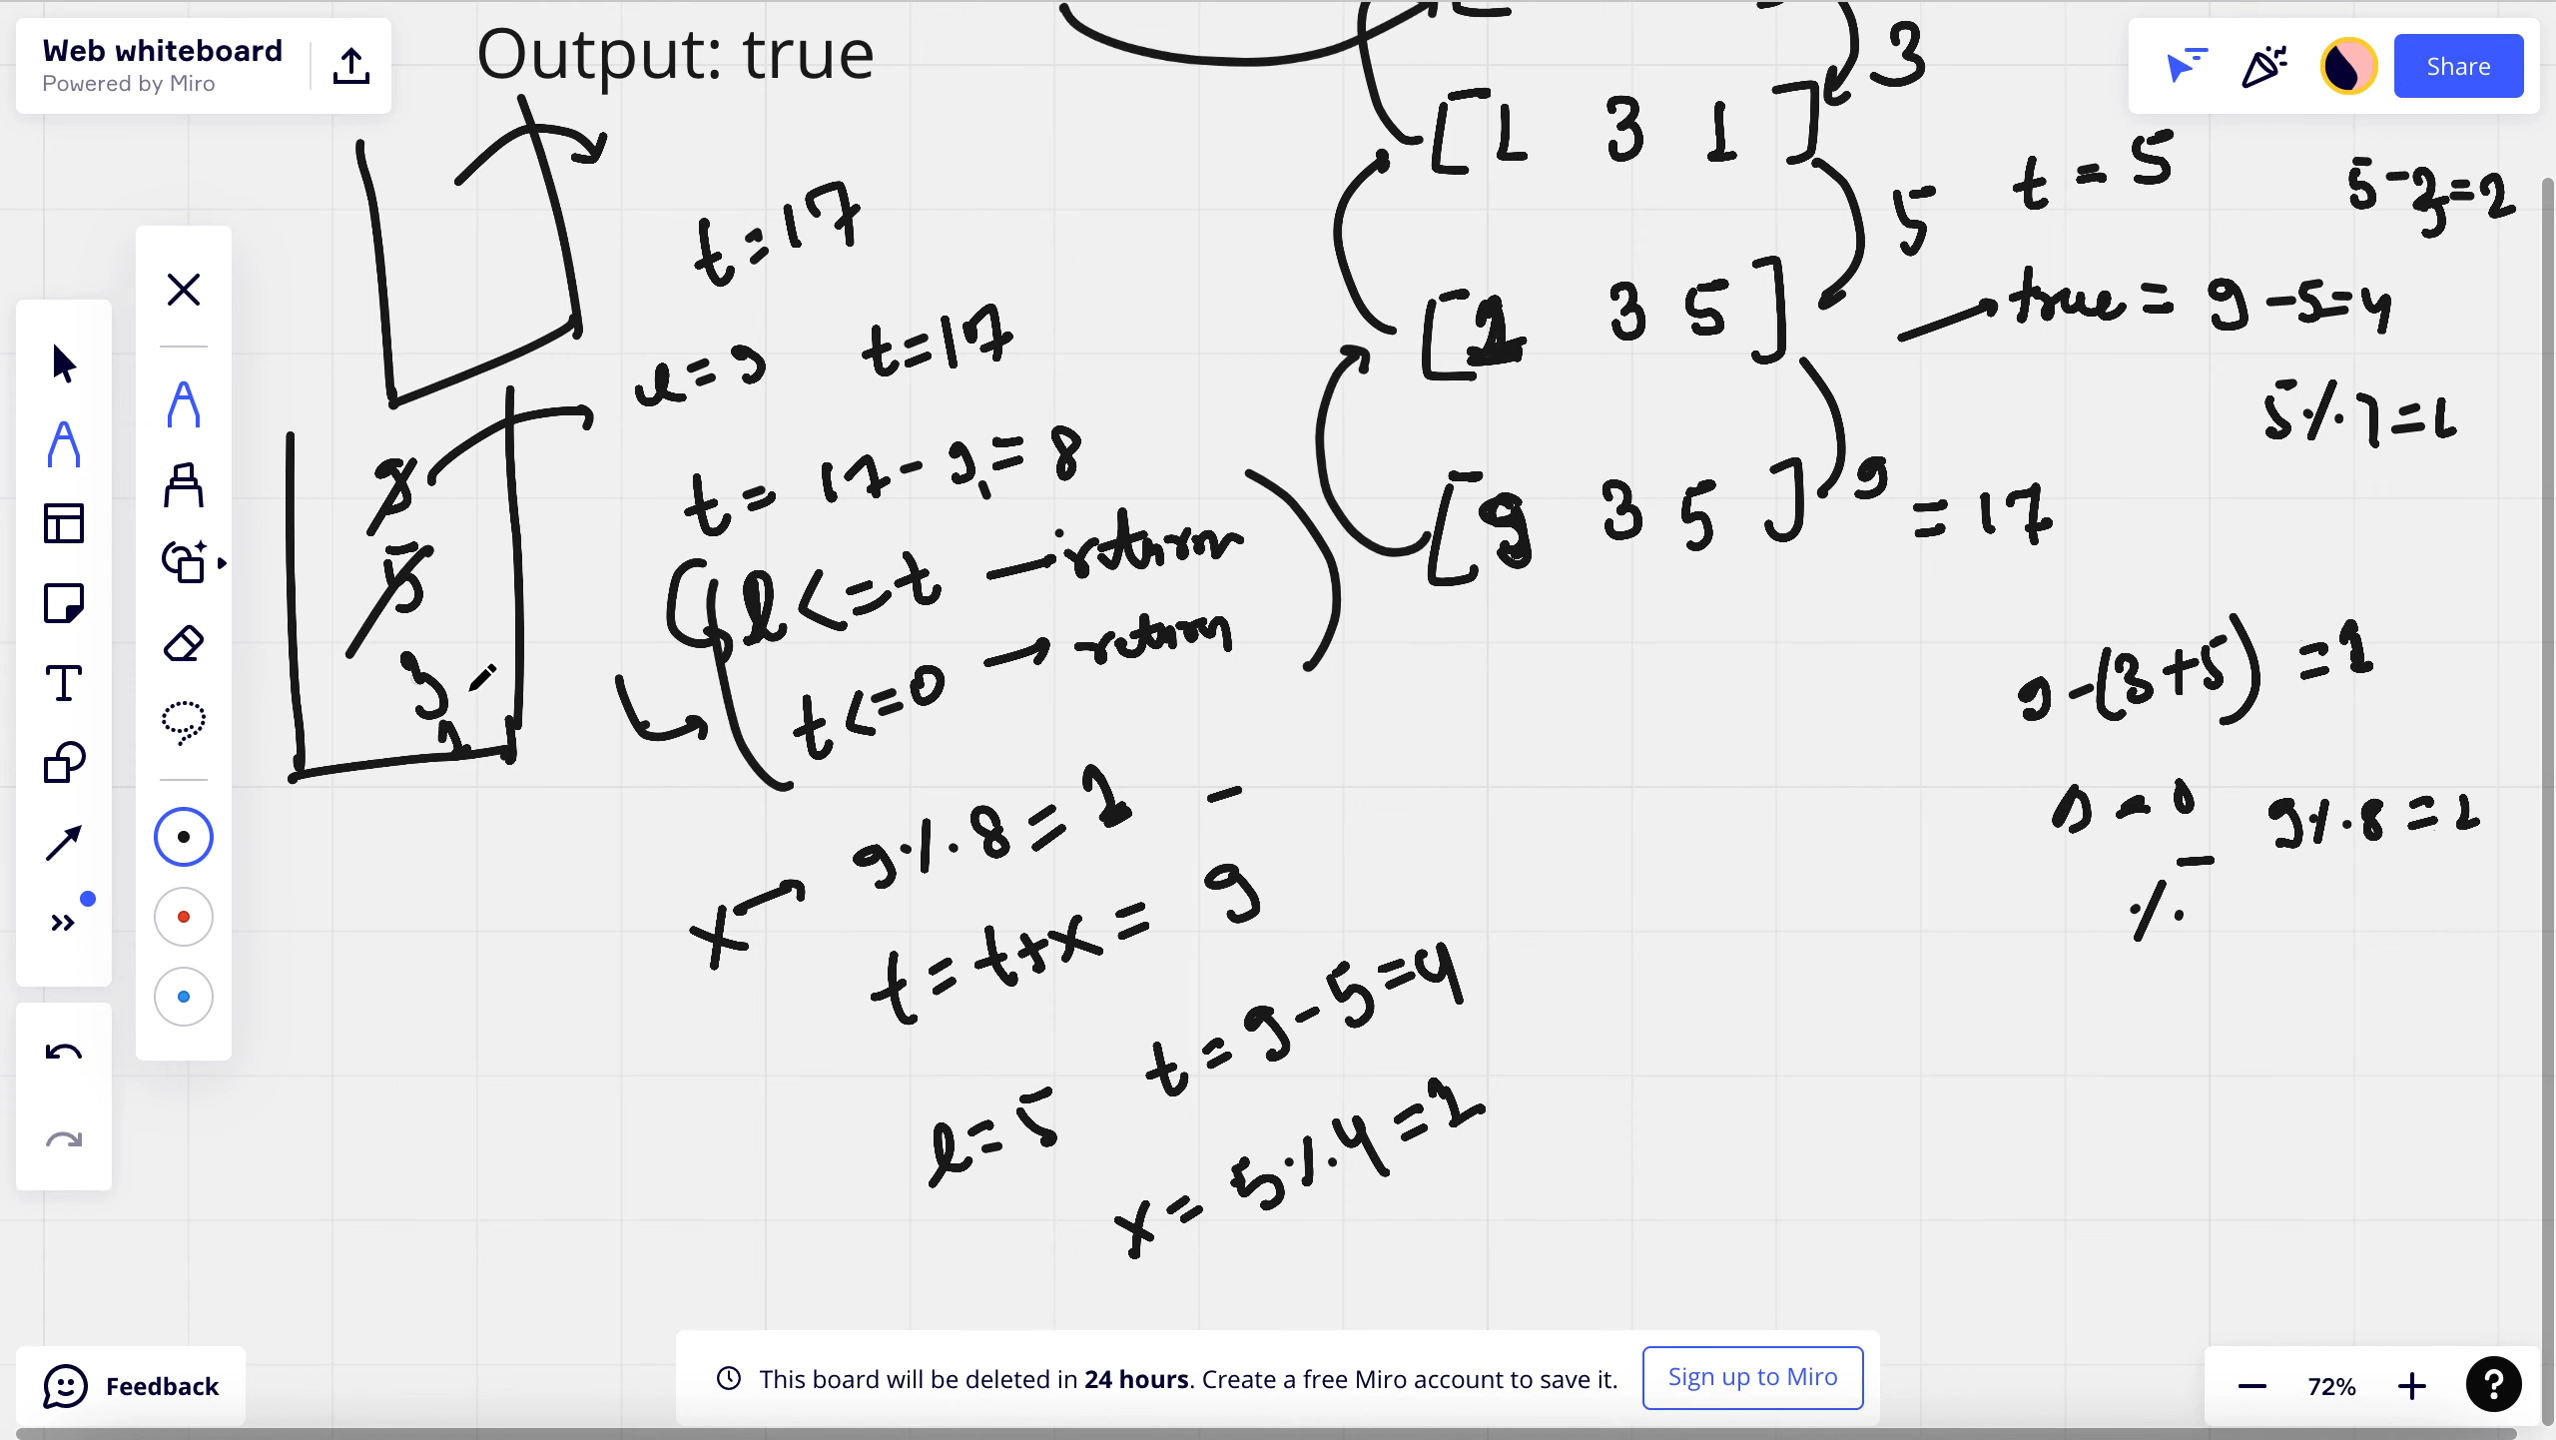 Web whiteboard
Powered by Miro
Output: true
Share
3
[1 3 1]
t = 17
5
t = 5
5-3=2
[1 3 5]
true = 9-5=4
l = 9 t=17
5%.7=1
9
5
3
1
t = 17-9=8
[9 3 5] 9 = 17
l <= t — return
t <= 0 → return
9-(3+5) = 1
9%.8 = 1 -
9%.8 = 1
%.
x
t = t+x = 9
t = 9-5=4
l = 5
x = 5%.4 = 1
Feedback
This board will be deleted in 24 hours. Create a free Miro account to save it.
Sign up to Miro
72%
?